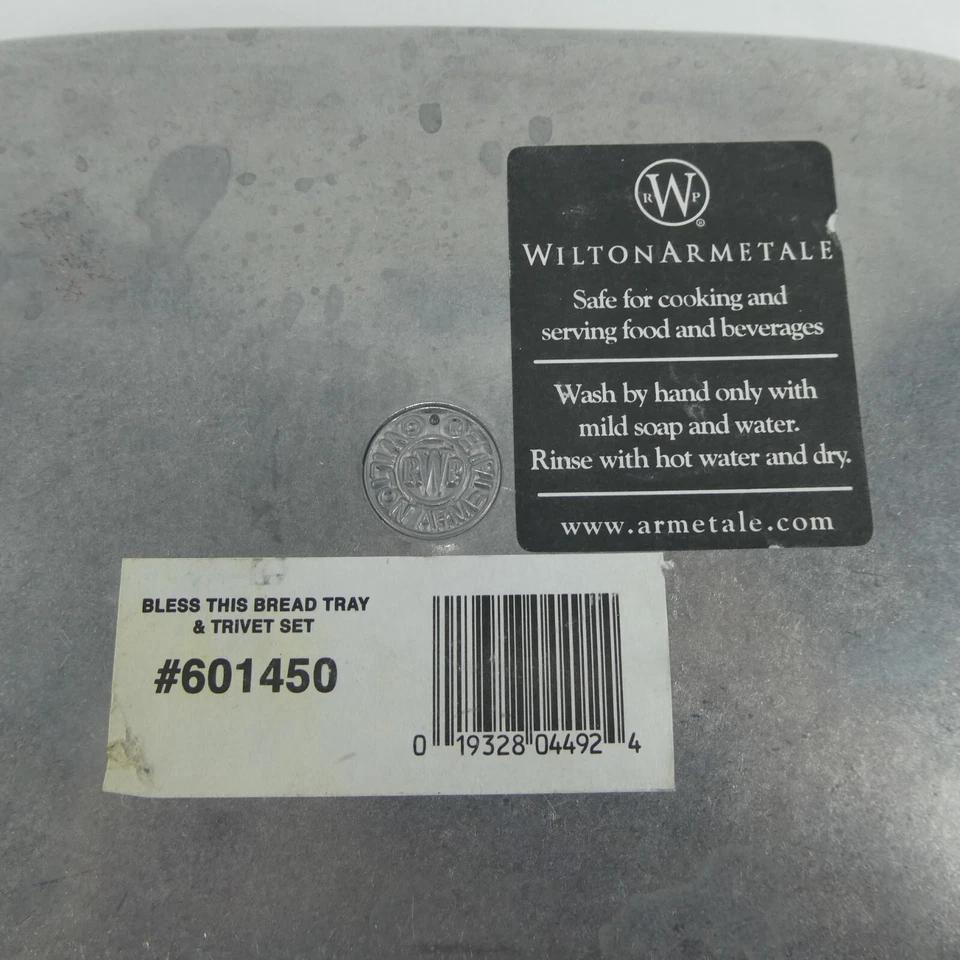 R W P
®
WILTONARMETALE
Safe for cooking and
serving food and beverages
Wash by hand only with
mild soap and water.
Rinse with hot water and dry.
www.armetale.com
WILTON ARMETALE
RWP
BLESS THIS BREAD TRAY
& TRIVET SET
#601450
0 19328 04492 4